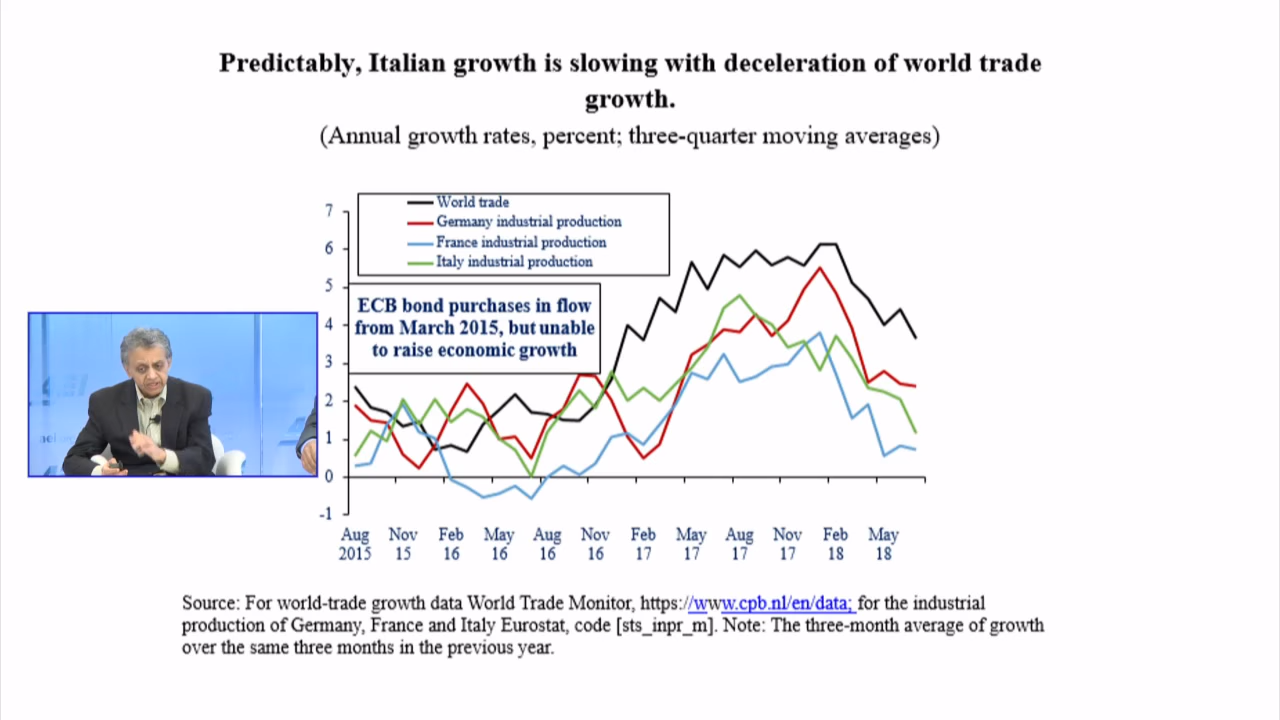 Predictably, Italian growth is slowing with deceleration of world trade
growth.
(Annual growth rates, percent; three-quarter moving averages)
World trade
Germany industrial production
France industrial production
Italy industrial production
ECB bond purchases in flow
from March 2015, but unable
to raise economic growth
7
6
5
4
3
2
1
0
-1
Aug Nov Feb May Aug Nov Feb May Aug Nov Feb May
2015 15 16 16 16 16 17 17 17 17 18 18
Source: For world-trade growth data World Trade Monitor, https://www.cpb.nl/en/data; for the industrial
production of Germany, France and Italy Eurostat, code [sts_inpr_m]. Note: The three-month average of growth
over the same three months in the previous year.